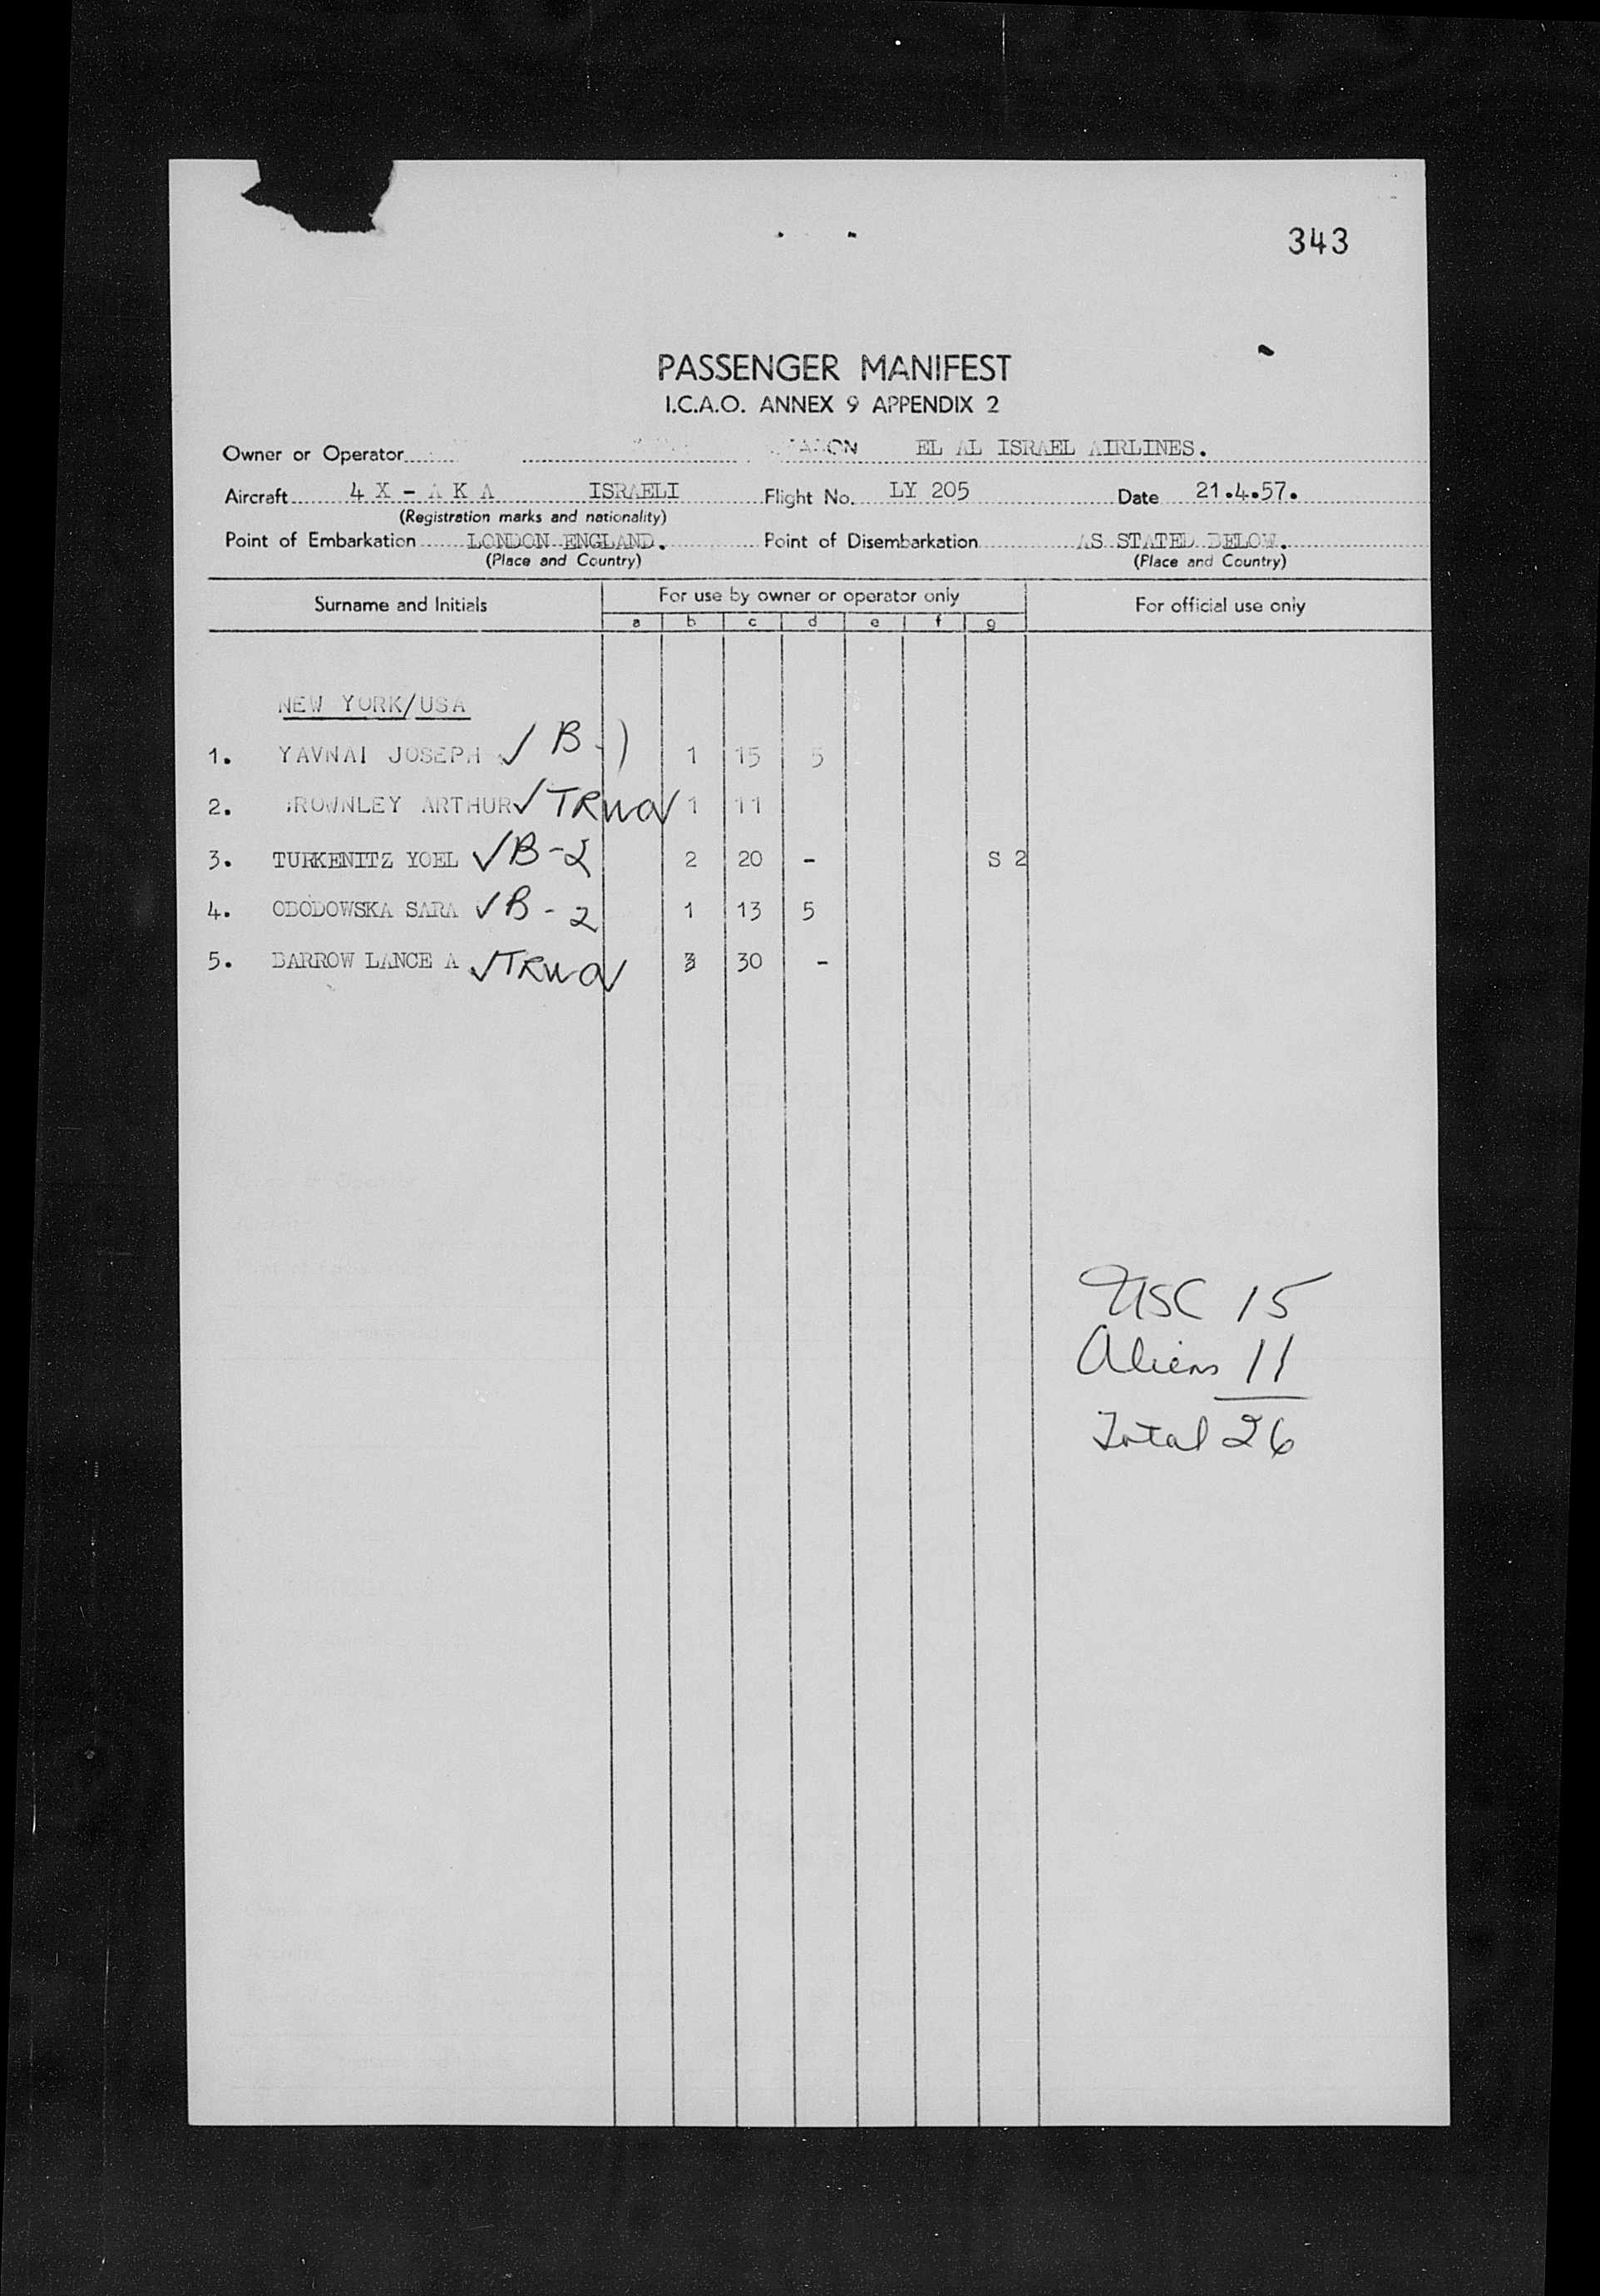 343
PASSENGER MANIFEST
I.C.A.O. ANNEX 9 APPENDIX 2
Owner or Operator EL AL ISRAEL AIRLINES.
Aircraft 4 X - A K A ISRAELI Flight No. LY 205 Date 21.4.57.
(Registration marks and nationality)
Point of Embarkation LONDON ENGLAND. Point of Disembarkation AS STATED BELOW.
(Place and Country) (Place and Country)
Surname and Initials For use by owner or operator only For official use only
a b c d e f g
NEW YORK/USA
1. YAVNAI JOSEPH ✓ B-1 1 15 5
2. BROWNLEY ARTHUR ✓ TRWOV 1 11
3. TURKENITZ YOEL ✓ B-2 2 20 - S 2
4. OBODOWSKA SARA ✓ B-2 1 13 5
5. BARROW LANCE A ✓ TRWOV 3 30 -
USC 15
Aliens 11
Total 26